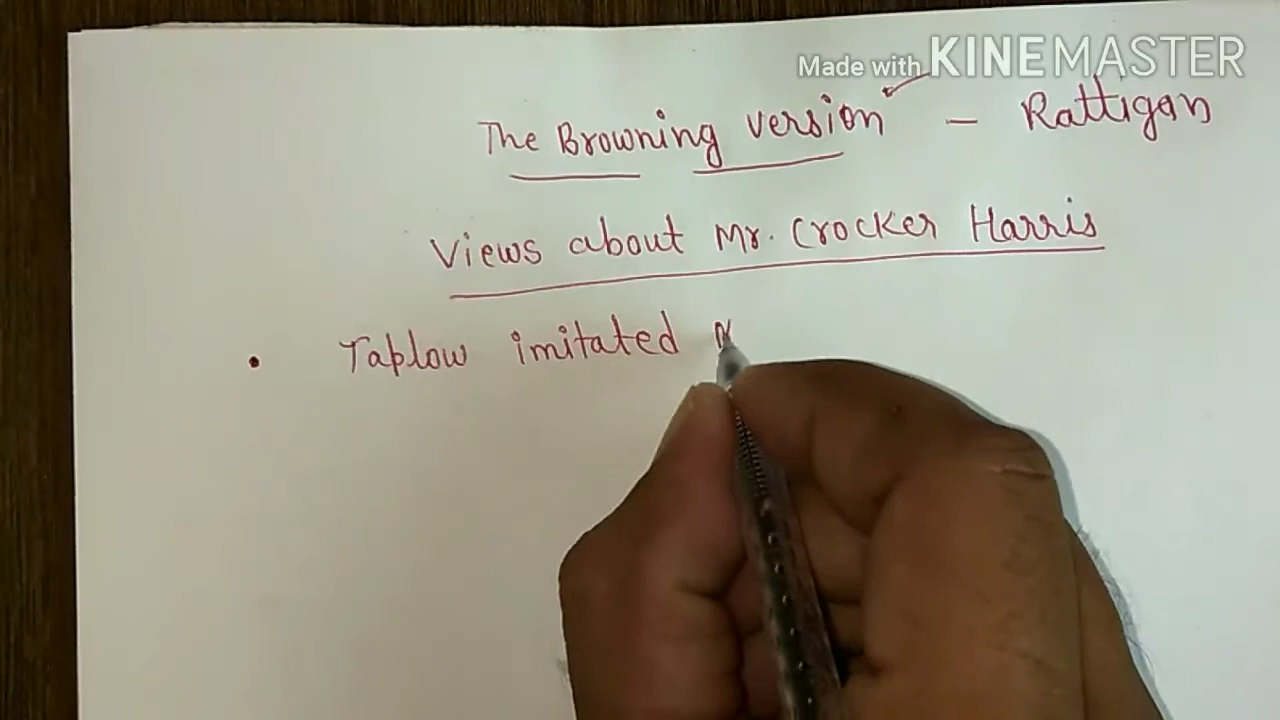 Made with KINEMASTER
The Browning version - Rattigan
Views about Mr. Crocker Harris
• Taplow imitated